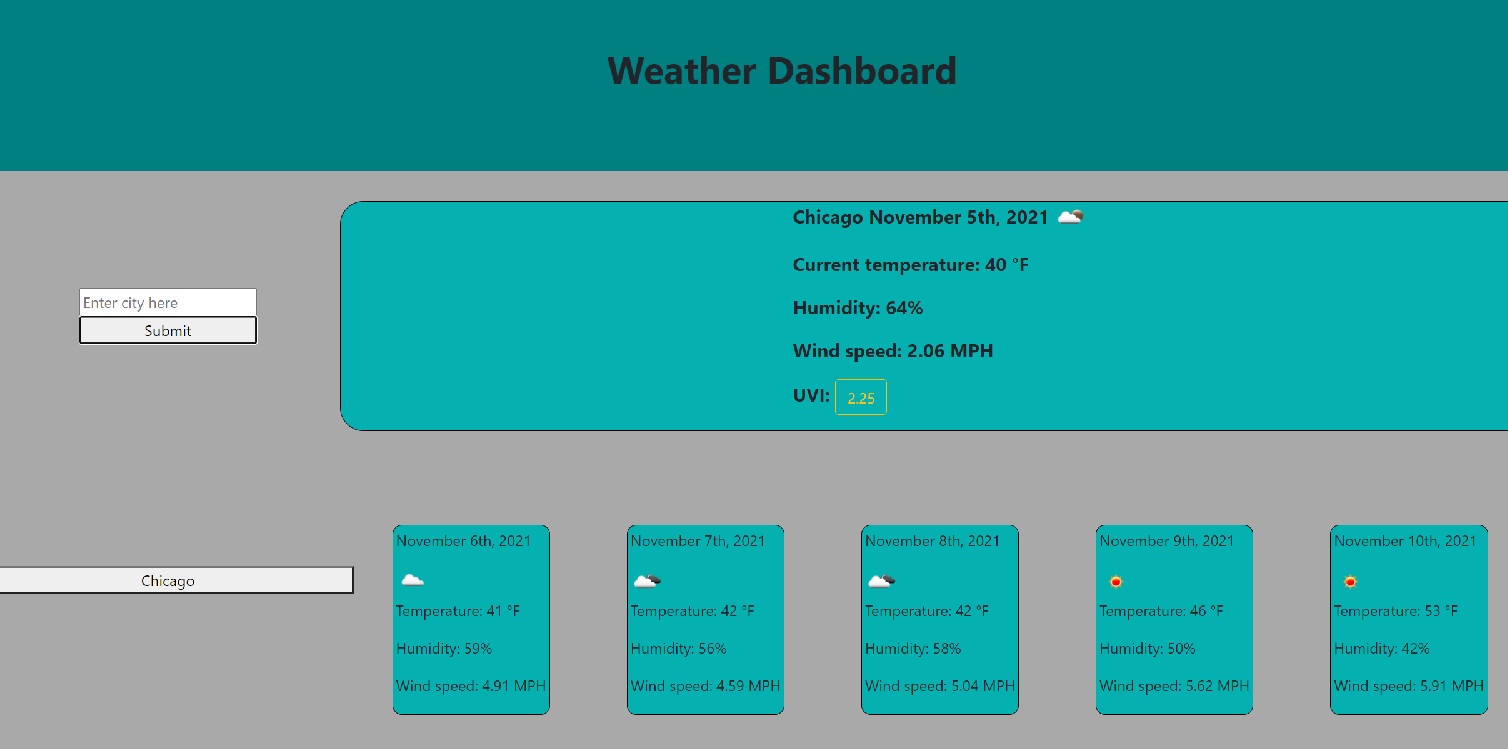 Weather Dashboard
Enter city here
Submit
Chicago November 5th, 2021
Current temperature: 40 °F
Humidity: 64%
Wind speed: 2.06 MPH
UVI: 2.25
Chicago
November 6th, 2021
Temperature: 41 °F
Humidity: 59%
Wind speed: 4.91 MPH
November 7th, 2021
Temperature: 42 °F
Humidity: 56%
Wind speed: 4.59 MPH
November 8th, 2021
Temperature: 42 °F
Humidity: 58%
Wind speed: 5.04 MPH
November 9th, 2021
Temperature: 46 °F
Humidity: 50%
Wind speed: 5.62 MPH
November 10th, 2021
Temperature: 53 °F
Humidity: 42%
Wind speed: 5.91 MPH